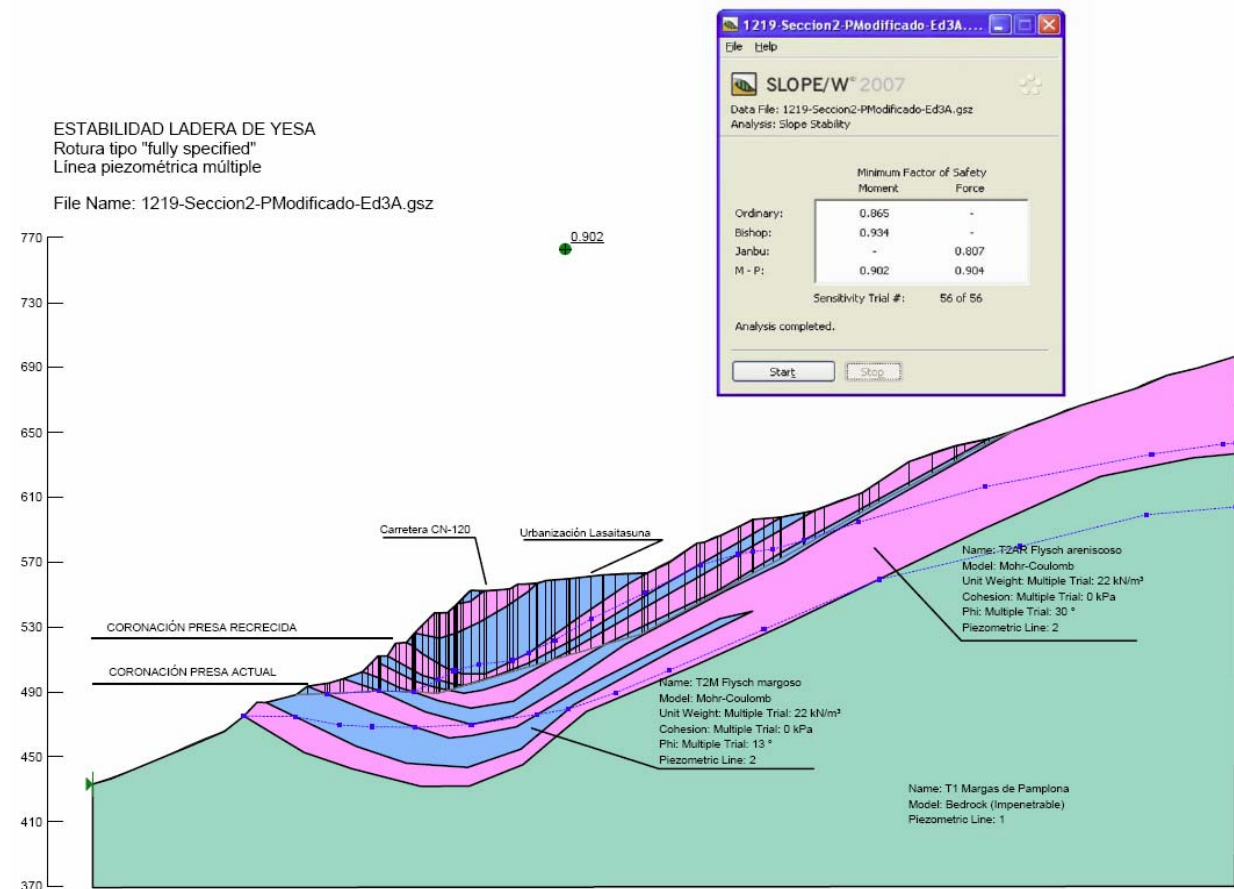 1219-Seccion2-PModificado-Ed3A....
File Help
SLOPE/W© 2007
Data File: 1219-Seccion2-PModificado-Ed3A.gsz
Analysis: Slope Stability
Minimum Factor of Safety
Moment Force
Ordinary: 0.865 -
Bishop: 0.934 -
Janbu: - 0.807
M - P: 0.902 0.904
Sensitivity Trial #: 56 of 56
Analysis completed.
Start Stop
ESTABILIDAD LADERA DE YESA
Rotura tipo "fully specified"
Línea piezométrica múltiple
File Name: 1219-Seccion2-PModificado-Ed3A.gsz
0.902
770
730
690
650
610
570
530
490
450
410
370
Carretera CN-120
Urbanización Lasaitasuna
CORONACIÓN PRESA RECRECIDA
CORONACIÓN PRESA ACTUAL
Name: T2AR Flysch areniscoso
Model: Mohr-Coulomb
Unit Weight: Multiple Trial: 22 kN/m³
Cohesion: Multiple Trial: 0 kPa
Phi: Multiple Trial: 30 °
Piezometric Line: 2
Name: T2M Flysch margoso
Model: Mohr-Coulomb
Unit Weight: Multiple Trial: 22 kN/m³
Cohesion: Multiple Trial: 0 kPa
Phi: Multiple Trial: 13 °
Piezometric Line: 2
Name: T1 Margas de Pamplona
Model: Bedrock (Impenetrable)
Piezometric Line: 1